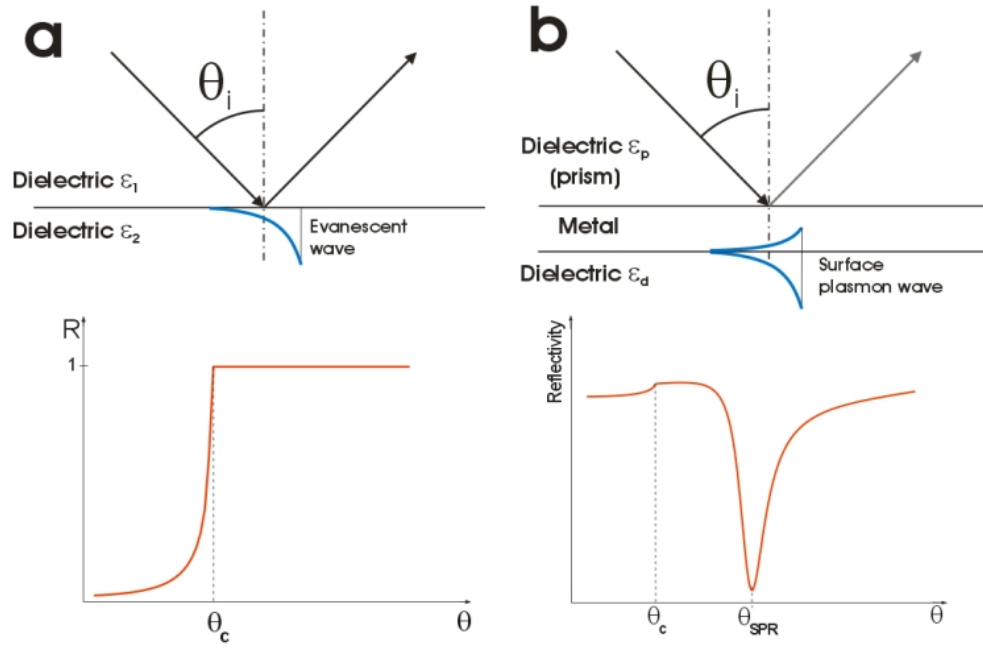 a
θi
Dielectric ε1
Dielectric ε2
Evanescent
wave
R
1
θc
θ
b
θi
Dielectric εp
(prism)
Metal
Dielectric εd
Surface
plasmon wave
Reflectivity
θc
θSPR
θ